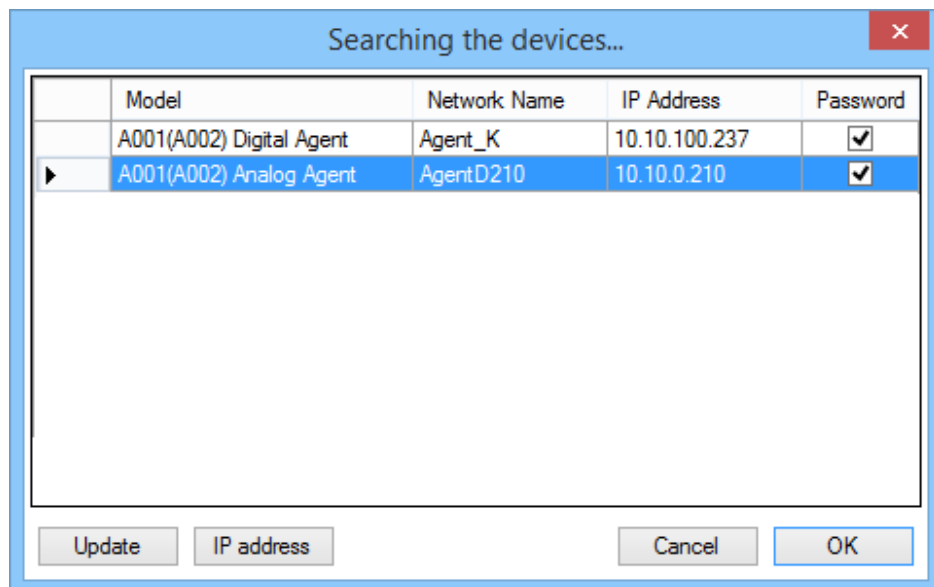 Searching the devices...
Model Network Name IP Address Password
A001(A002) Digital Agent Agent_K 10.10.100.237
A001(A002) Analog Agent AgentD210 10.10.0.210
Update IP address Cancel OK